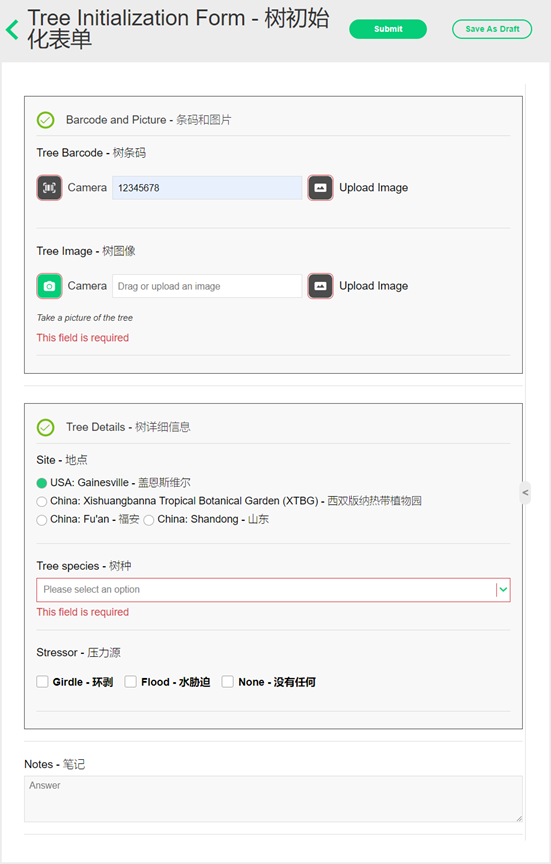 Tree Initialization Form - 树初始
化表单
Submit
Save As Draft
Barcode and Picture - 条码和图片
Tree Barcode - 树条码
Camera 12345678 Upload Image
Tree Image - 树图像
Camera Drag or upload an image Upload Image
Take a picture of the tree
This field is required
Tree Details - 树详细信息
Site - 地点
USA: Gainesville - 盖恩斯维尔
China: Xishuangbanna Tropical Botanical Garden (XTBG) - 西双版纳热带植物园
China: Fu'an - 福安 China: Shandong - 山东
<
Tree species - 树种
Please select an option
This field is required
Stressor - 压力源
Girdle - 环剥 Flood - 水胁迫 None - 没有任何
Notes - 笔记
Answer